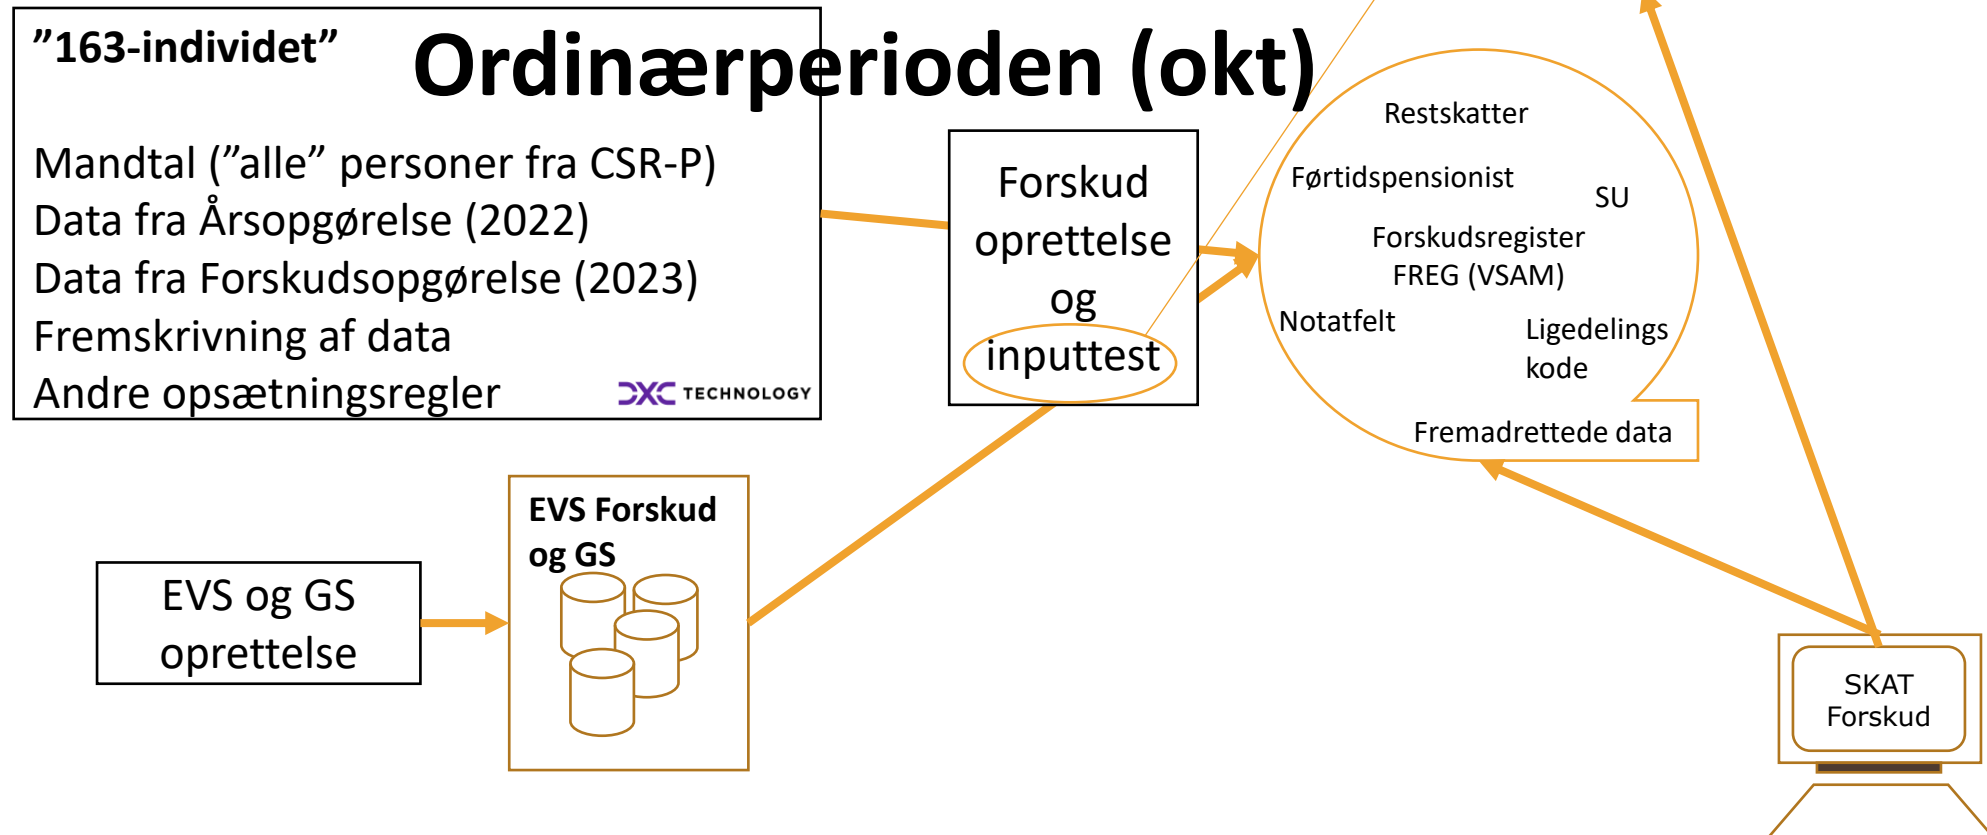 Ordinærperioden (okt)
”163-individet”
Mandtal (”alle” personer fra CSR-P)
Data fra Årsopgørelse (2022)
Data fra Forskudsopgørelse (2023)
Fremskrivning af data
Andre opsætningsregler
DXC TECHNOLOGY
Forskud
oprettelse
og
inputtest
Restskatter
Førtidspensionist
SU
Forskudsregister
FREG (VSAM)
Notatfelt
Ligedelings
kode
Fremadrettede data
EVS Forskud
og GS
EVS og GS
oprettelse
SKAT
Forskud